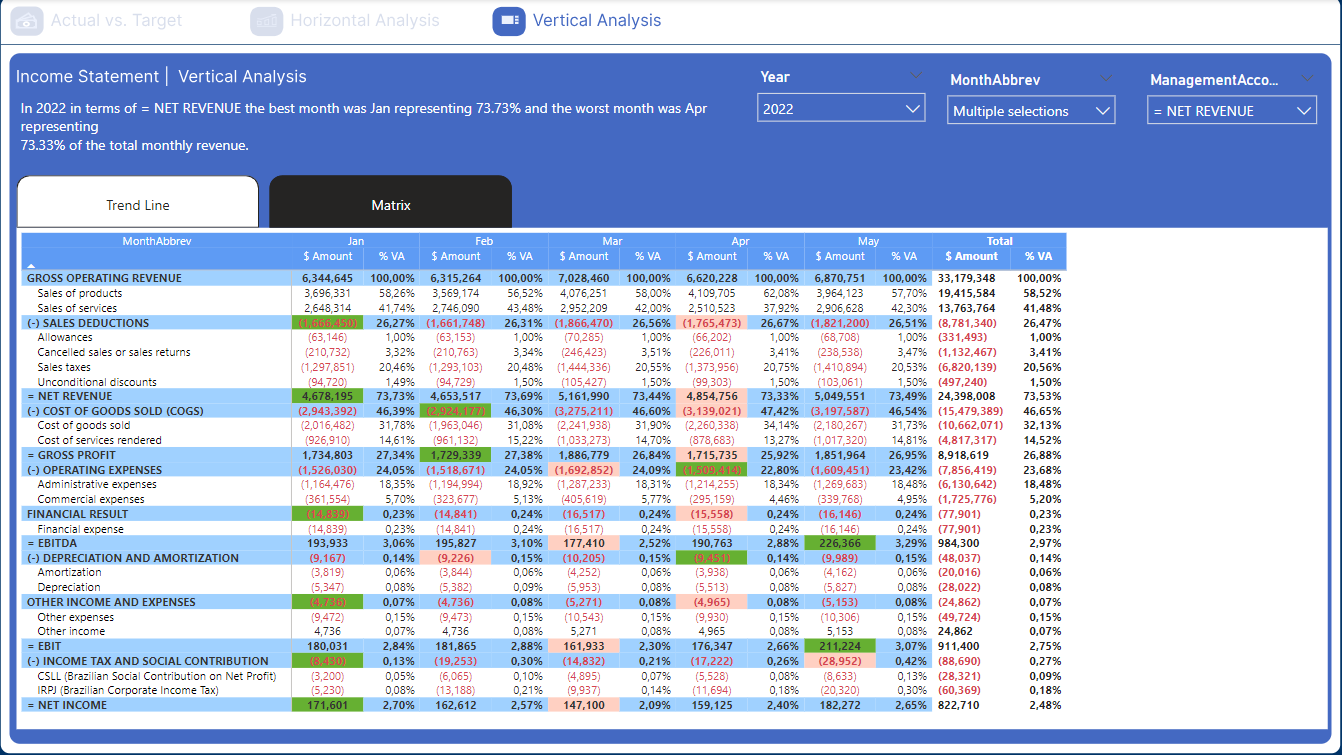 Actual vs. Target Horizontal Analysis Vertical Analysis
Income Statement | Vertical Analysis
In 2022 in terms of = NET REVENUE the best month was Jan representing 73.73% and the worst month was Apr
representing
73.33% of the total monthly revenue.
Year MonthAbbrev ManagementAcco...
2022 Multiple selections = NET REVENUE
Trend Line Matrix
MonthAbbrev Jan Feb Mar Apr May Total
$ Amount % VA $ Amount % VA $ Amount % VA $ Amount % VA $ Amount % VA $ Amount % VA
GROSS OPERATING REVENUE 6,344,645 100,00% 6,315,264 100,00% 7,028,460 100,00% 6,620,228 100,00% 6,870,751 100,00% 33,179,348 100,00%
Sales of products 3,696,331 58,26% 3,569,174 56,52% 4,076,251 58,00% 4,109,705 62,08% 3,964,123 57,70% 19,415,584 58,52%
Sales of services 2,648,314 41,74% 2,746,090 43,48% 2,952,209 42,00% 2,510,523 37,92% 2,906,628 42,30% 13,763,764 41,48%
(-) SALES DEDUCTIONS (1,666,450) 26,27% (1,661,748) 26,31% (1,866,470) 26,56% (1,765,473) 26,67% (1,821,200) 26,51% (8,781,340) 26,47%
Allowances (63,146) 1,00% (63,153) 1,00% (70,285) 1,00% (66,202) 1,00% (68,708) 1,00% (331,493) 1,00%
Cancelled sales or sales returns (210,732) 3,32% (210,763) 3,34% (246,423) 3,51% (226,011) 3,41% (238,538) 3,47% (1,132,467) 3,41%
Sales taxes (1,297,851) 20,46% (1,293,103) 20,48% (1,444,336) 20,55% (1,373,956) 20,75% (1,410,894) 20,53% (6,820,139) 20,56%
Unconditional discounts (94,720) 1,49% (94,729) 1,50% (105,427) 1,50% (99,303) 1,50% (103,061) 1,50% (497,240) 1,50%
= NET REVENUE 4,678,195 73,73% 4,653,517 73,69% 5,161,990 73,44% 4,854,756 73,33% 5,049,551 73,49% 24,398,008 73,53%
(-) COST OF GOODS SOLD (COGS) (2,943,392) 46,39% (2,924,177) 46,30% (3,275,211) 46,60% (3,139,021) 47,42% (3,197,587) 46,54% (15,479,389) 46,65%
Cost of goods sold (2,016,482) 31,78% (1,963,046) 31,08% (2,241,938) 31,90% (2,260,338) 34,14% (2,180,267) 31,73% (10,662,071) 32,13%
Cost of services rendered (926,910) 14,61% (961,132) 15,22% (1,033,273) 14,70% (878,683) 13,27% (1,017,320) 14,81% (4,817,317) 14,52%
= GROSS PROFIT 1,734,803 27,34% 1,729,339 27,38% 1,886,779 26,84% 1,715,735 25,92% 1,851,964 26,95% 8,918,619 26,88%
(-) OPERATING EXPENSES (1,526,030) 24,05% (1,518,671) 24,05% (1,692,852) 24,09% (1,509,414) 22,80% (1,609,451) 23,42% (7,856,419) 23,68%
Administrative expenses (1,164,476) 18,35% (1,194,994) 18,92% (1,287,233) 18,31% (1,214,255) 18,34% (1,269,683) 18,48% (6,130,642) 18,48%
Commercial expenses (361,554) 5,70% (323,677) 5,13% (405,619) 5,77% (295,159) 4,46% (339,768) 4,95% (1,725,776) 5,20%
FINANCIAL RESULT (14,839) 0,23% (14,841) 0,24% (16,517) 0,24% (15,558) 0,24% (16,146) 0,24% (77,901) 0,23%
Financial expense (14,839) 0,23% (14,841) 0,24% (16,517) 0,24% (15,558) 0,24% (16,146) 0,24% (77,901) 0,23%
= EBITDA 193,933 3,06% 195,827 3,10% 177,410 2,52% 190,763 2,88% 226,366 3,29% 984,300 2,97%
(-) DEPRECIATION AND AMORTIZATION (9,167) 0,14% (9,226) 0,15% (10,205) 0,15% (9,451) 0,14% (9,989) 0,15% (48,037) 0,14%
Amortization (3,819) 0,06% (3,844) 0,06% (4,252) 0,06% (3,938) 0,06% (4,162) 0,06% (20,016) 0,06%
Depreciation (5,347) 0,08% (5,382) 0,09% (5,953) 0,08% (5,513) 0,08% (5,827) 0,08% (28,022) 0,08%
OTHER INCOME AND EXPENSES (4,736) 0,07% (4,736) 0,08% (5,271) 0,08% (4,965) 0,08% (5,153) 0,08% (24,862) 0,07%
Other expenses (9,472) 0,15% (9,473) 0,15% (10,543) 0,15% (9,930) 0,15% (10,306) 0,15% (49,724) 0,15%
Other income 4,736 0,07% 4,736 0,08% 5,271 0,08% 4,965 0,08% 5,153 0,08% 24,862 0,07%
= EBIT 180,031 2,84% 181,865 2,88% 161,933 2,30% 176,347 2,66% 211,224 3,07% 911,400 2,75%
(-) INCOME TAX AND SOCIAL CONTRIBUTION (8,430) 0,13% (19,253) 0,30% (14,832) 0,21% (17,222) 0,26% (28,952) 0,42% (88,690) 0,27%
CSLL (Brazilian Social Contribution on Net Profit) (3,200) 0,05% (6,065) 0,10% (4,895) 0,07% (5,528) 0,08% (8,633) 0,13% (28,321) 0,09%
IRPJ (Brazilian Corporate Income Tax) (5,230) 0,08% (13,188) 0,21% (9,937) 0,14% (11,694) 0,18% (20,320) 0,30% (60,369) 0,18%
= NET INCOME 171,601 2,70% 162,612 2,57% 147,100 2,09% 159,125 2,40% 182,272 2,65% 822,710 2,48%